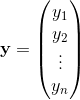 y = 
y₁
y₂
⋮
yₙ